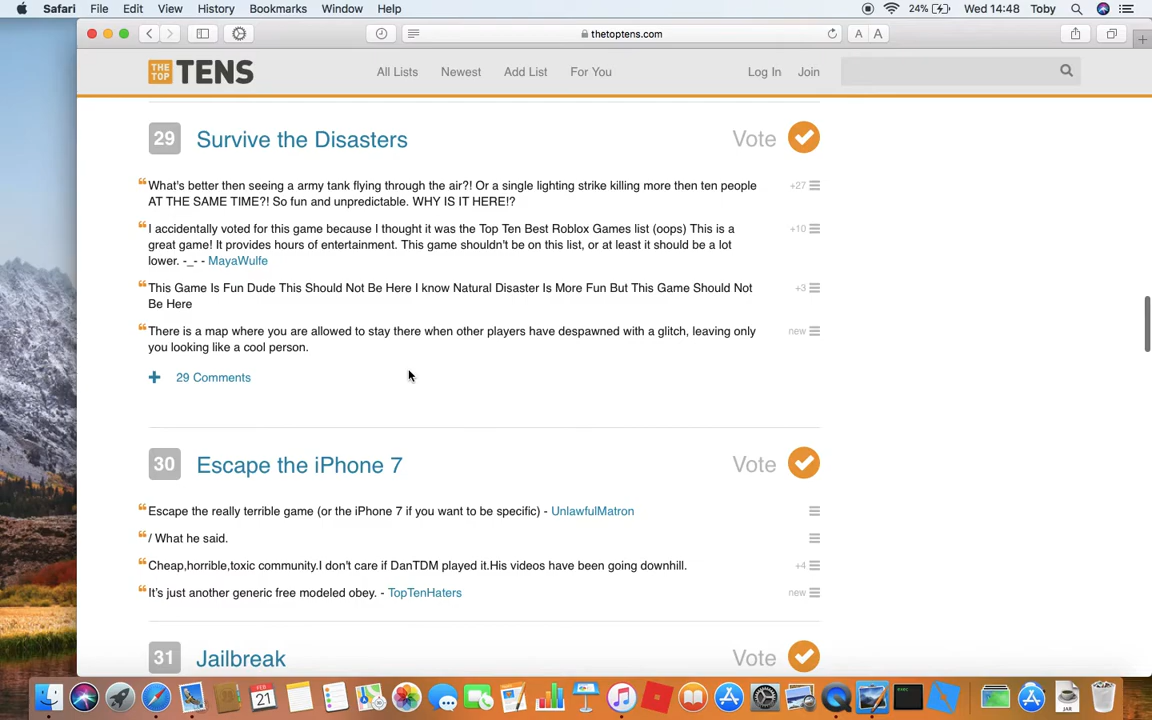 Safari File Edit View History Bookmarks Window Help 24% Wed 14:48 Toby
thetoptens.com A A
THE TOP TENS All Lists Newest Add List For You Log In Join
29 Survive the Disasters Vote
“What's better then seeing a army tank flying through the air?! Or a single lighting strike killing more then ten people +27
AT THE SAME TIME?! So fun and unpredictable. WHY IS IT HERE!?
“I accidentally voted for this game because I thought it was the Top Ten Best Roblox Games list (oops) This is a +10
great game! It provides hours of entertainment. This game shouldn't be on this list, or at least it should be a lot
lower. -_- - MayaWulfe
“This Game Is Fun Dude This Should Not Be Here I know Natural Disaster Is More Fun But This Game Should Not +3
Be Here
“There is a map where you are allowed to stay there when other players have despawned with a glitch, leaving only new
you looking like a cool person.
+ 29 Comments
30 Escape the iPhone 7 Vote
“Escape the really terrible game (or the iPhone 7 if you want to be specific) - UnlawfulMatron
“/ What he said.
“Cheap,horrible,toxic community.I don't care if DanTDM played it.His videos have been going downhill. +4
“It's just another generic free modeled obey. - TopTenHaters new
31 Jailbreak Vote
FEB
21
JAR